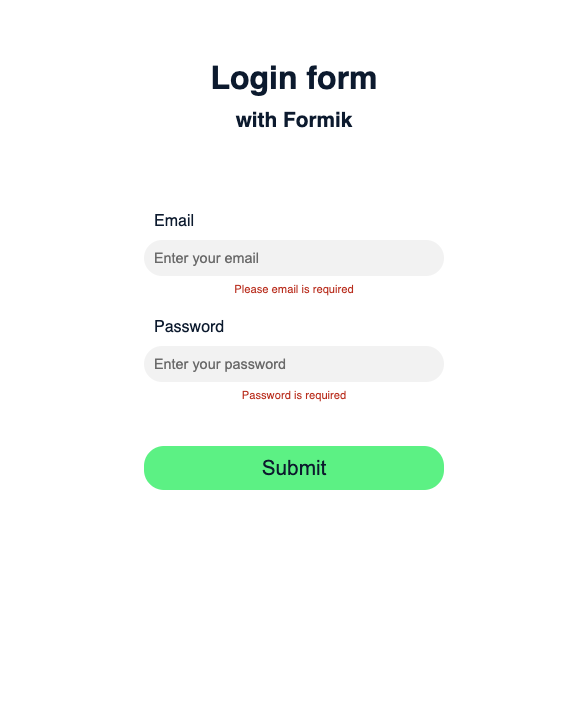 Login form
with Formik
Email
Enter your email
Please email is required
Password
Enter your password
Password is required
Submit